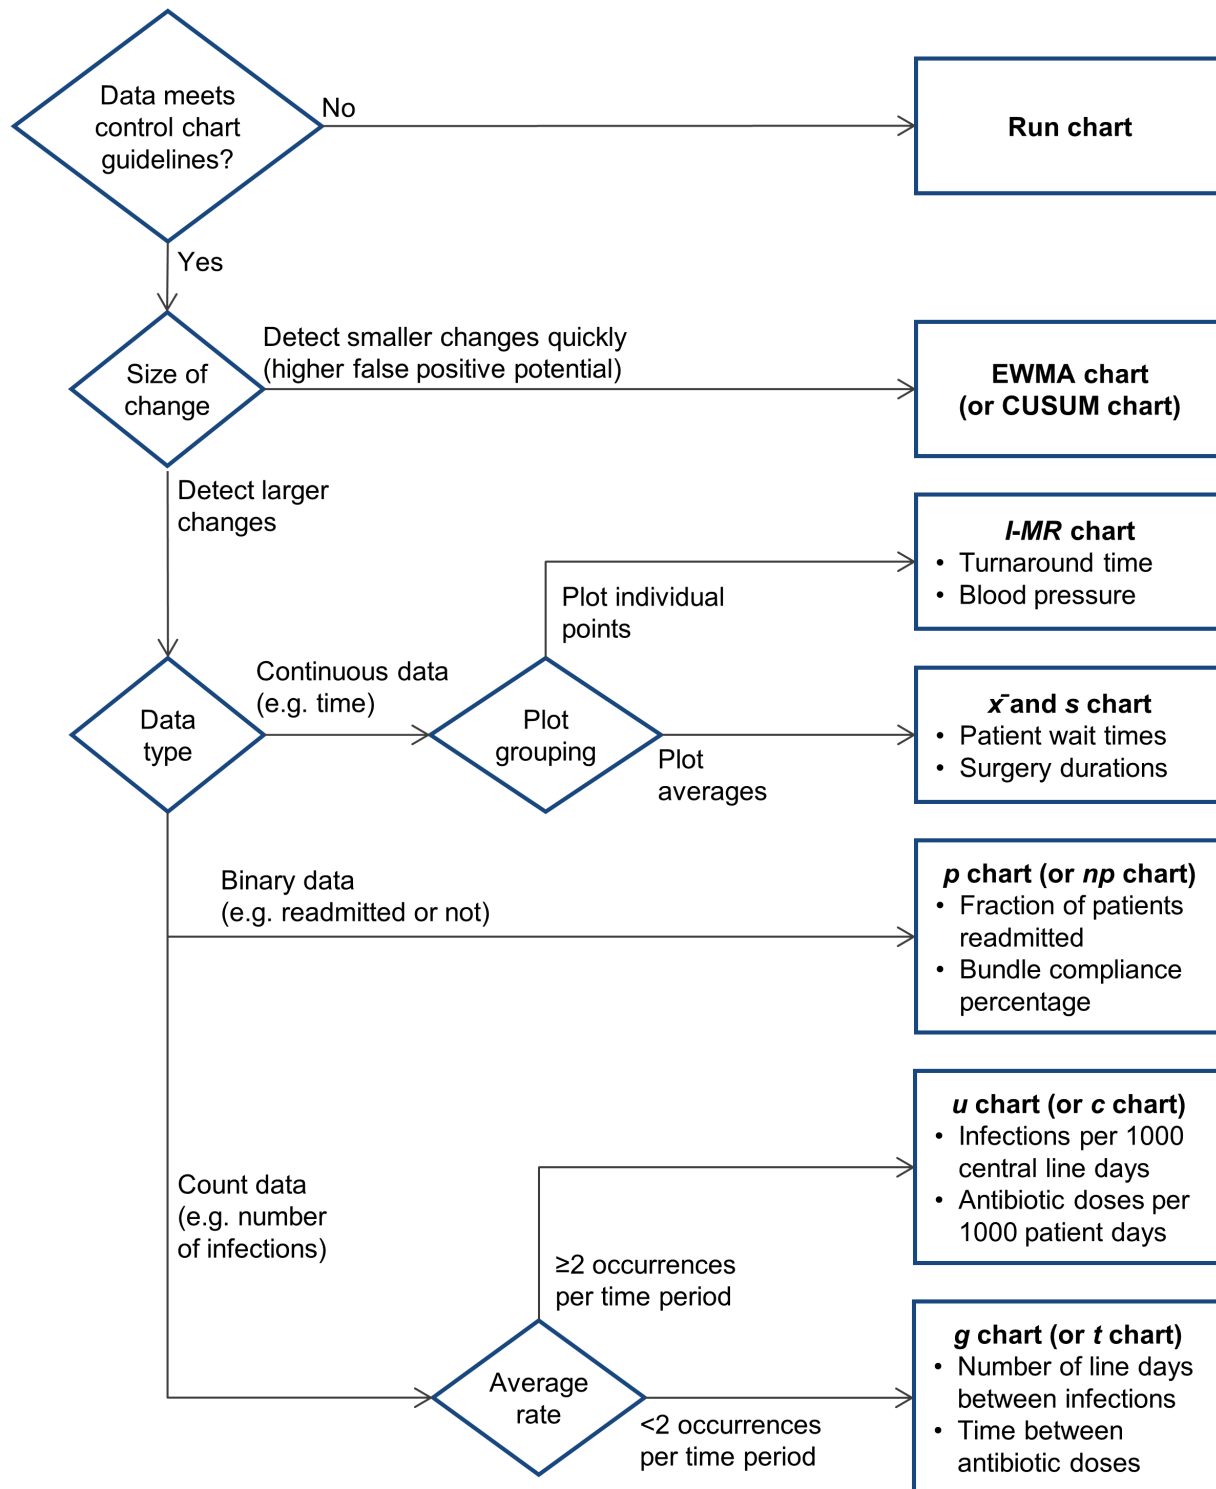 Data meets
control chart
guidelines?
No
Run chart
Yes
Size of
change
Detect smaller changes quickly
(higher false positive potential)
EWMA chart
(or CUSUM chart)
Detect larger
changes
I-MR chart
• Turnaround time
• Blood pressure
Plot individual
points
Data
type
Continuous data
(e.g. time)
Plot
grouping
Plot
averages
x̄ and s chart
• Patient wait times
• Surgery durations
Binary data
(e.g. readmitted or not)
p chart (or np chart)
• Fraction of patients
readmitted
• Bundle compliance
percentage
Count data
(e.g. number
of infections)
u chart (or c chart)
• Infections per 1000
central line days
• Antibiotic doses per
1000 patient days
≥2 occurrences
per time period
Average
rate
<2 occurrences
per time period
g chart (or t chart)
• Number of line days
between infections
• Time between
antibiotic doses